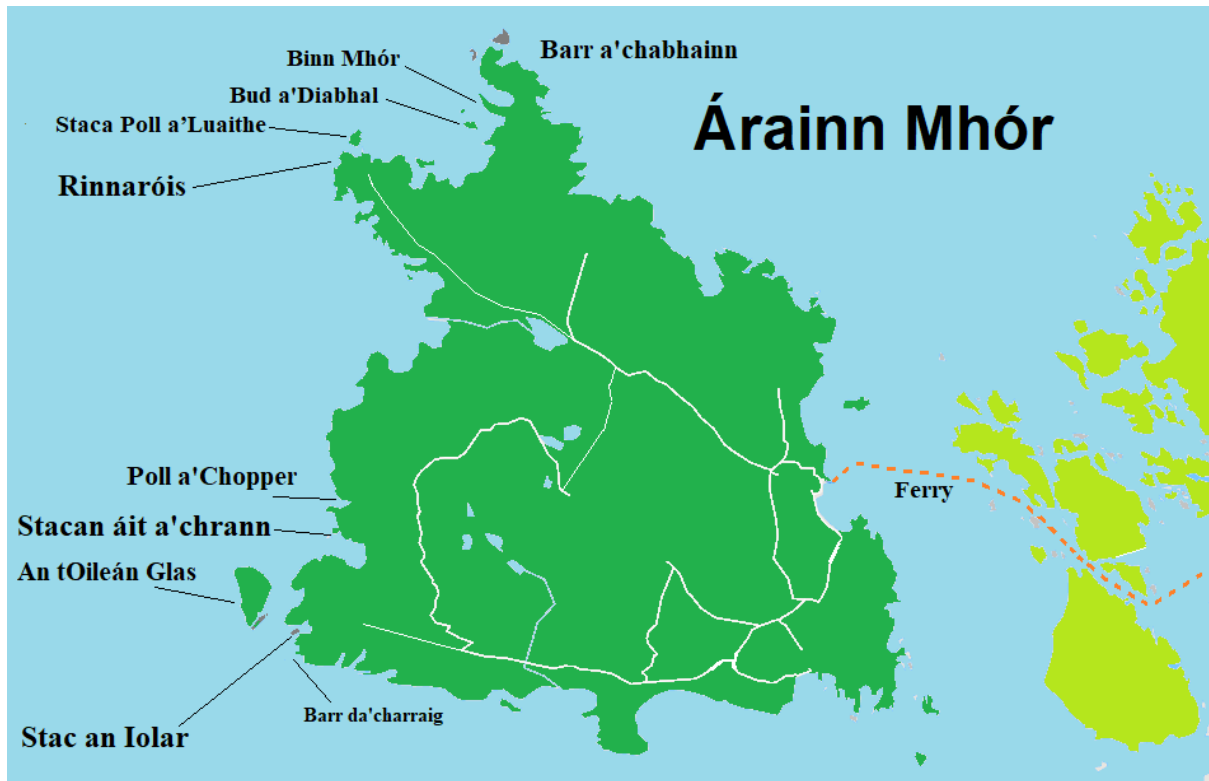 Barr a'chabhainn
Binn Mhór
Bud a'Diabhal
Staca Poll a’Luaithe
Árainn Mhór
Rinnaróis
Poll a'Chopper
Ferry
Stacan áit a'chrann
An tOileán Glas
Barr da'charraig
Stac an Iolar